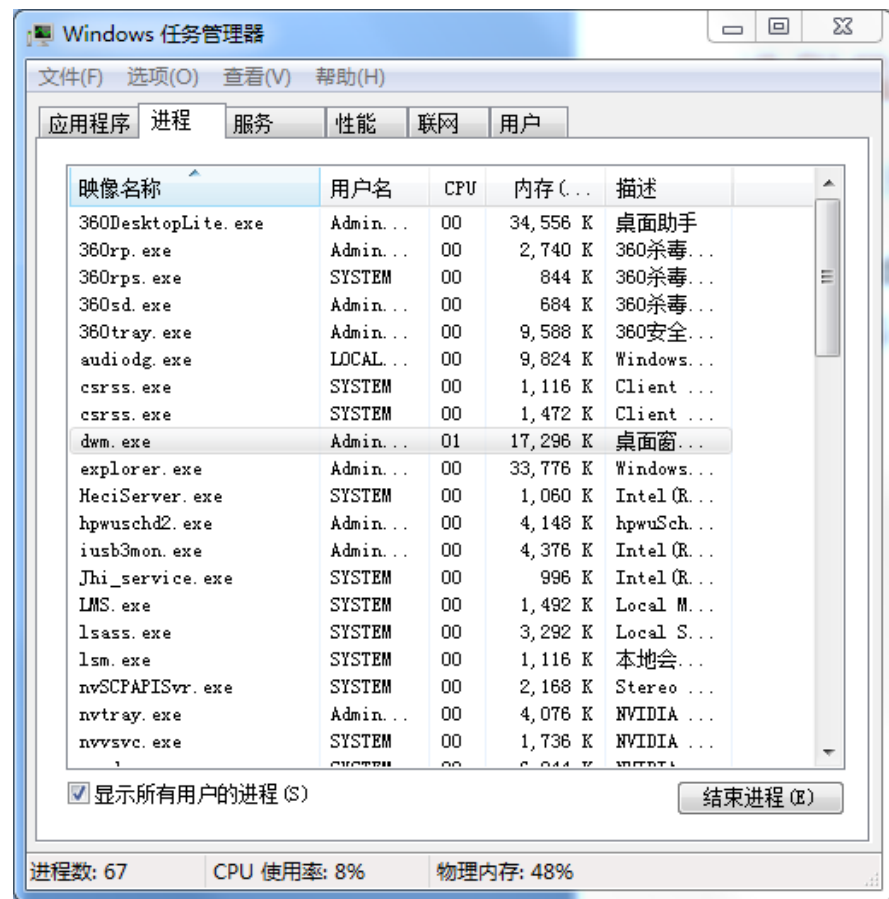 Windows 任务管理器
文件(F) 选项(O) 查看(V) 帮助(H)
应用程序 进程 服务 性能 联网 用户
映像名称 用户名 CPU 内存(... 描述
360DesktopLite.exe Admin... 00 34,556 K 桌面助手
360rp.exe Admin... 00 2,740 K 360杀毒...
360rps.exe SYSTEM 00 844 K 360杀毒...
360sd.exe Admin... 00 684 K 360杀毒...
360tray.exe Admin... 00 9,588 K 360安全...
audiodg.exe LOCAL... 00 9,824 K Windows...
csrss.exe SYSTEM 00 1,116 K Client ...
csrss.exe SYSTEM 00 1,472 K Client ...
dwm.exe Admin... 01 17,296 K 桌面窗...
explorer.exe Admin... 00 33,776 K Windows...
HeciServer.exe SYSTEM 00 1,060 K Intel(R...
hpwuschd2.exe Admin... 00 4,148 K hpwuSch...
iusb3mon.exe Admin... 00 4,376 K Intel(R...
Jhi_service.exe SYSTEM 00 996 K Intel(R...
LMS.exe SYSTEM 00 1,492 K Local M...
lsass.exe SYSTEM 00 3,292 K Local S...
lsm.exe SYSTEM 00 1,116 K 本地会...
nvSCPAPISvr.exe SYSTEM 00 2,168 K Stereo ...
nvtray.exe Admin... 00 4,076 K NVIDIA ...
nvvsvc.exe SYSTEM 00 1,736 K NVIDIA ...
显示所有用户的进程(S) 结束进程(E)
进程数: 67 CPU 使用率: 8% 物理内存: 48%